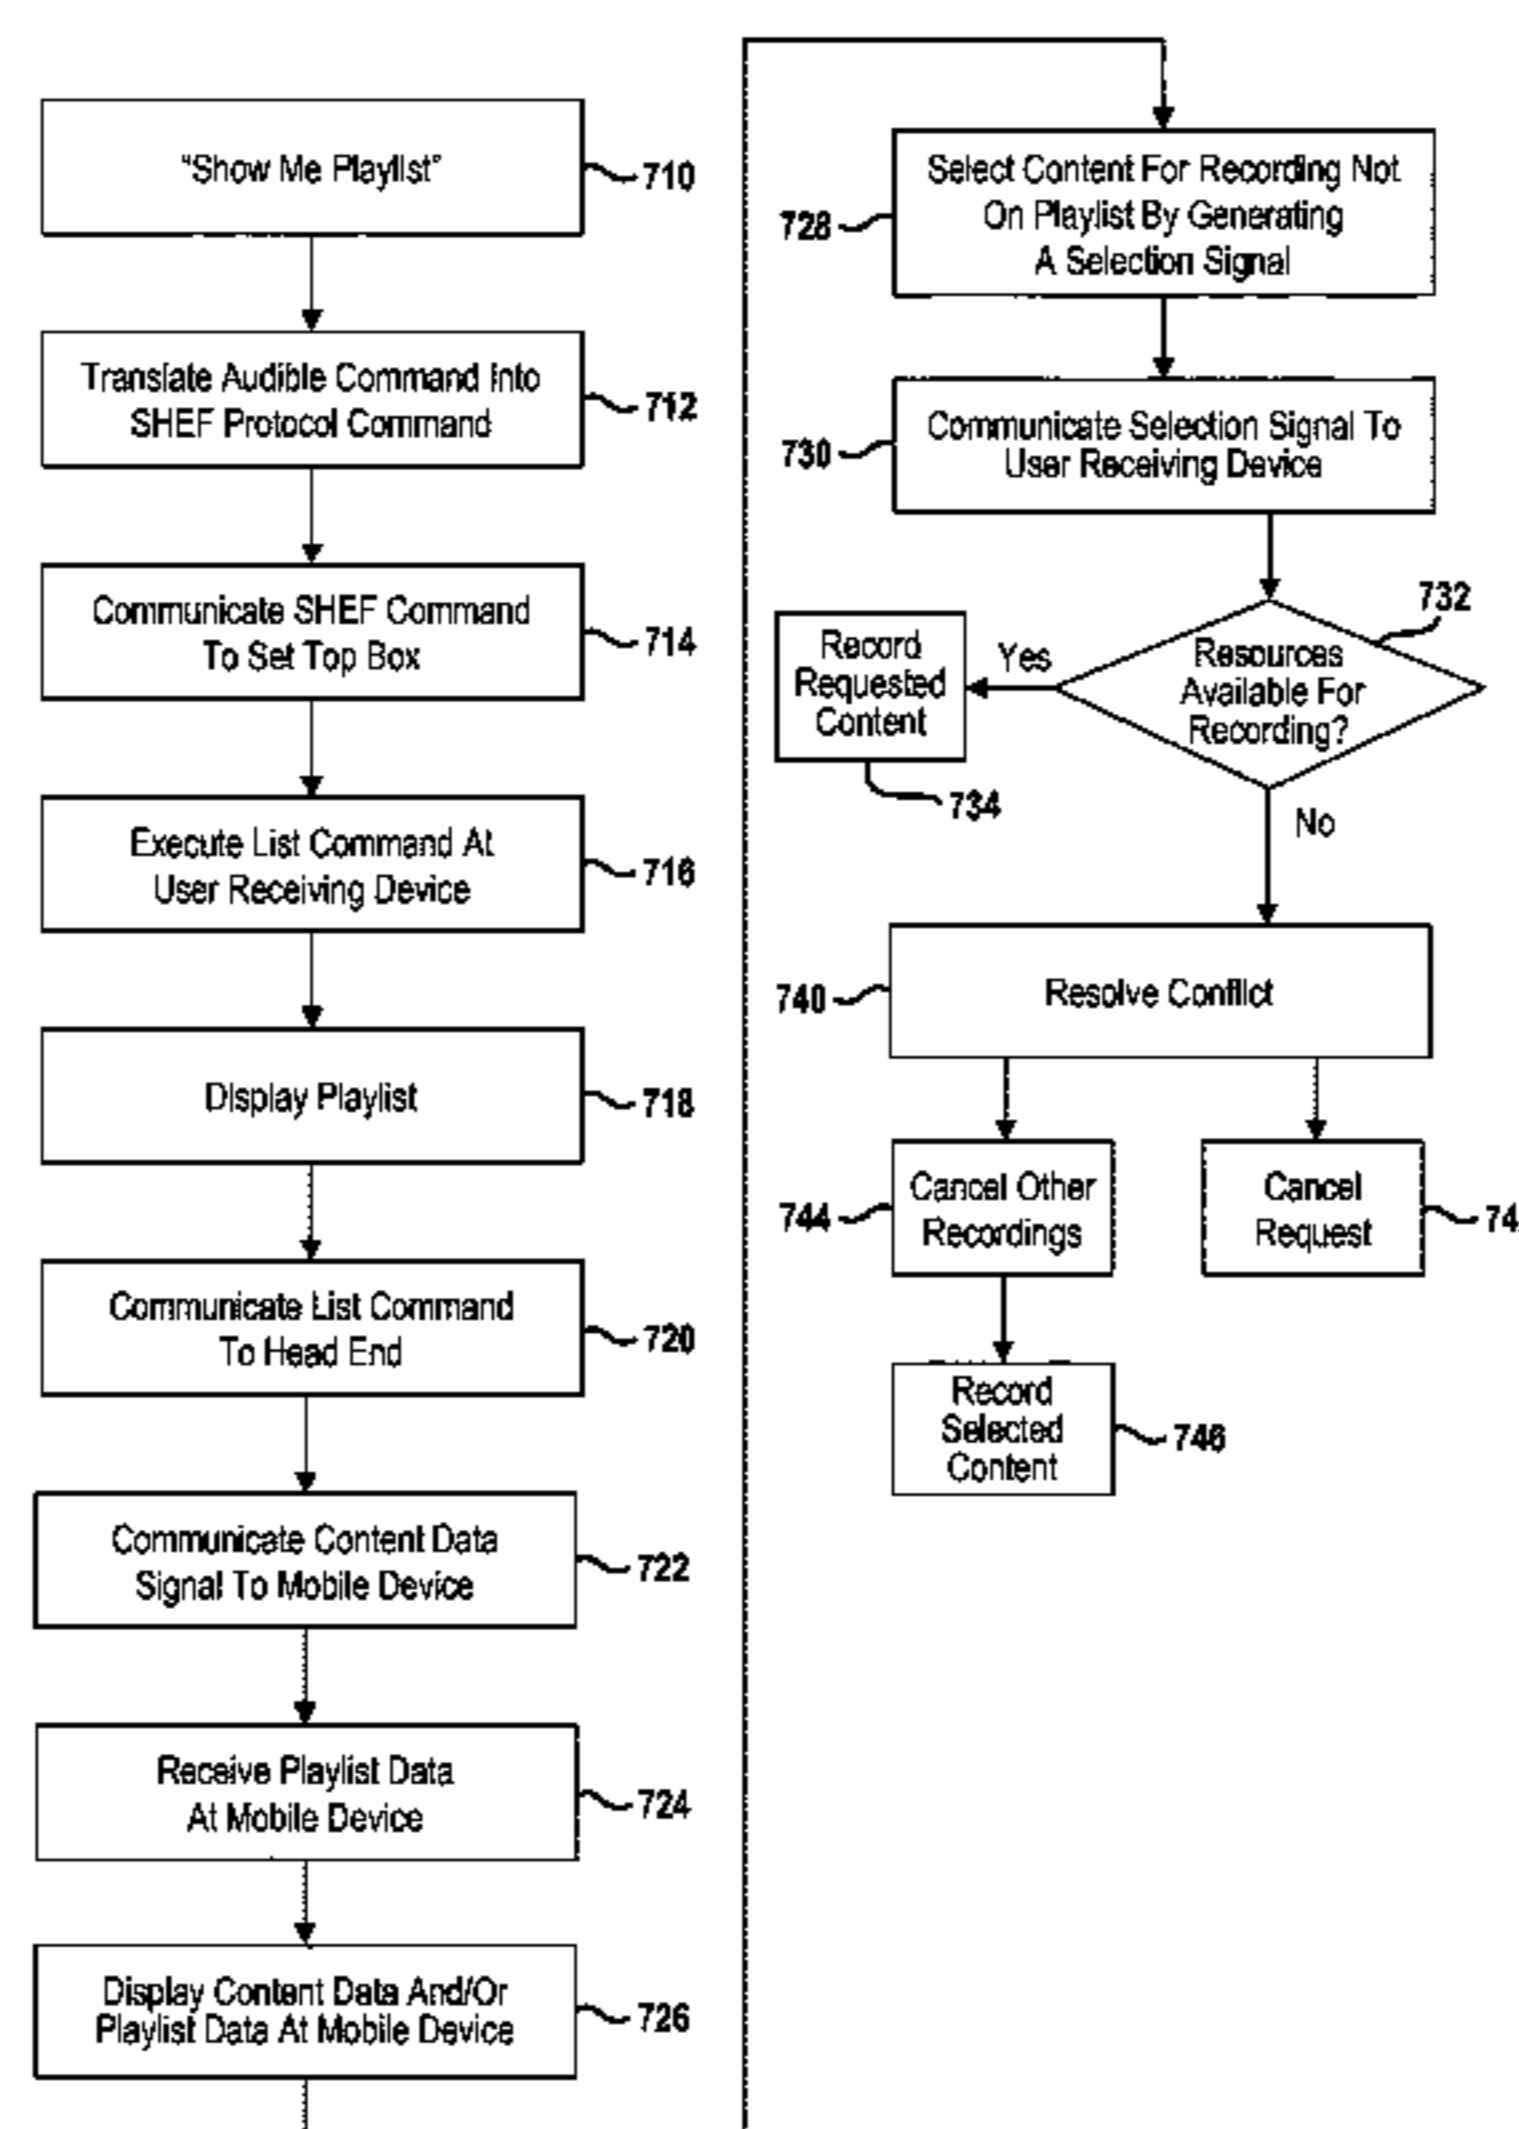 "Show Me Playlist"
710
Translate Audible Command Into
SHEF Protocol Command
712
Communicate SHEF Command
To Set Top Box
714
Execute List Command At
User Receiving Device
716
Display Playlist
718
Communicate List Command
To Head End
720
Communicate Content Data
Signal To Mobile Device
722
Receive Playlist Data
At Mobile Device
724
Display Content Data And/Or
Playlist Data At Mobile Device
726
Select Content For Recording Not
On Playlist By Generating
A Selection Signal
728
Communicate Selection Signal To
User Receiving Device
730
732
Resources
Available For
Recording?
Yes
Record
Requested
Content
734
No
Resolve Conflict
740
Cancel Other
Recordings
744
Cancel
Request
Record
Selected
Content
746